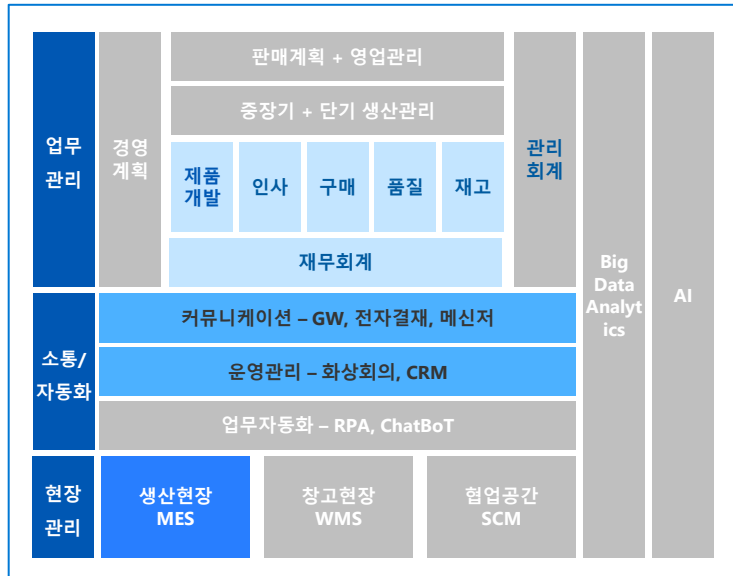 업무
관리
경영
계획
판매계획 + 영업관리
중장기 + 단기 생산관리
제품
개발
인사
구매
품질
재고
재무회계
관리
회계
소통/
자동화
커뮤니케이션 – GW, 전자결재, 메신저
운영관리 – 화상회의, CRM
업무자동화 – RPA, ChatBoT
현장
관리
생산현장
MES
창고현장
WMS
협업공간
SCM
Big
Data
Analyt
ics
AI